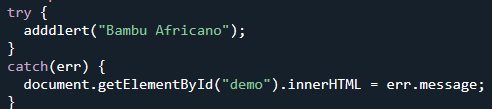 try {
  adddlert("Bambu Africano");
}
catch(err) {
  document.getElementById("demo").innerHTML = err.message;
}